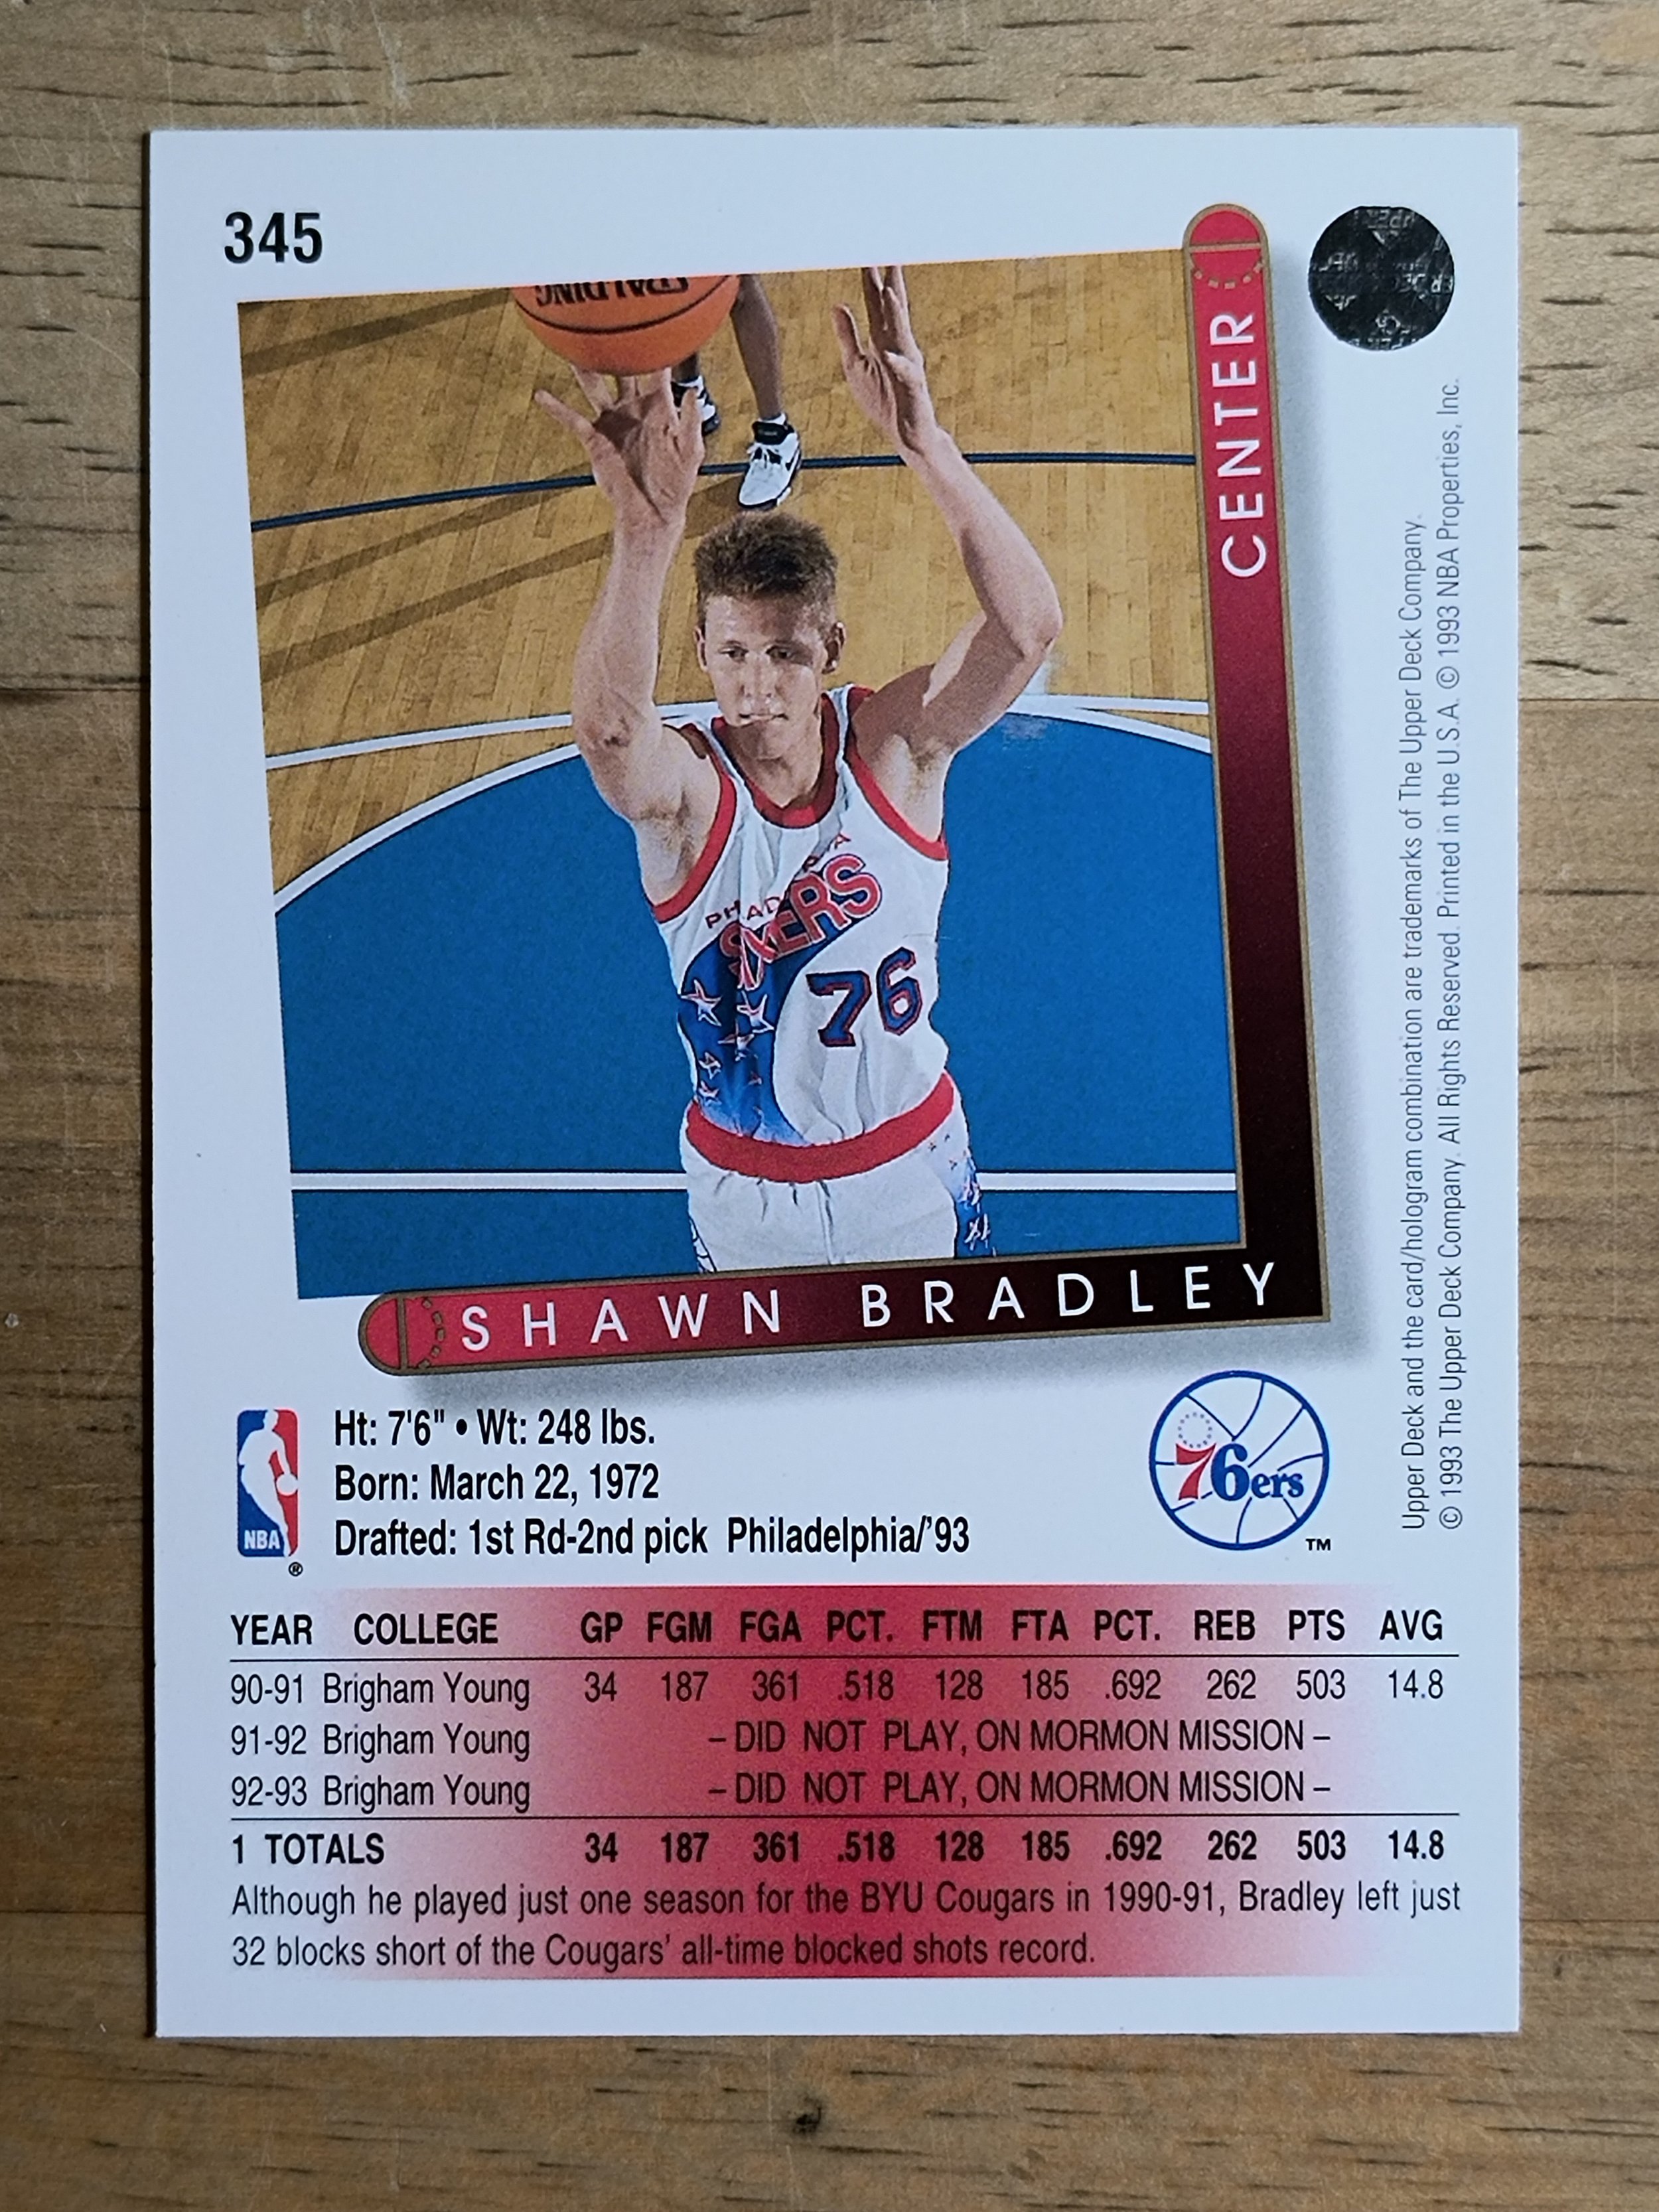 345
SPALDING
CENTER
PHILADELPHIA
SIXERS
76
SHAWN BRADLEY
NBA
®
Ht: 7'6" • Wt: 248 lbs.
Born: March 22, 1972
Drafted: 1st Rd-2nd pick Philadelphia/'93
76ers
TM
Upper Deck and the card/hologram combination are trademarks of The Upper Deck Company.
© 1993 The Upper Deck Company. All Rights Reserved. Printed in the U.S.A. © 1993 NBA Properties, Inc.
YEAR COLLEGE GP FGM FGA PCT. FTM FTA PCT. REB PTS AVG
90-91 Brigham Young 34 187 361 .518 128 185 .692 262 503 14.8
91-92 Brigham Young – DID NOT PLAY, ON MORMON MISSION –
92-93 Brigham Young – DID NOT PLAY, ON MORMON MISSION –
1 TOTALS 34 187 361 .518 128 185 .692 262 503 14.8
Although he played just one season for the BYU Cougars in 1990-91, Bradley left just
32 blocks short of the Cougars' all-time blocked shots record.